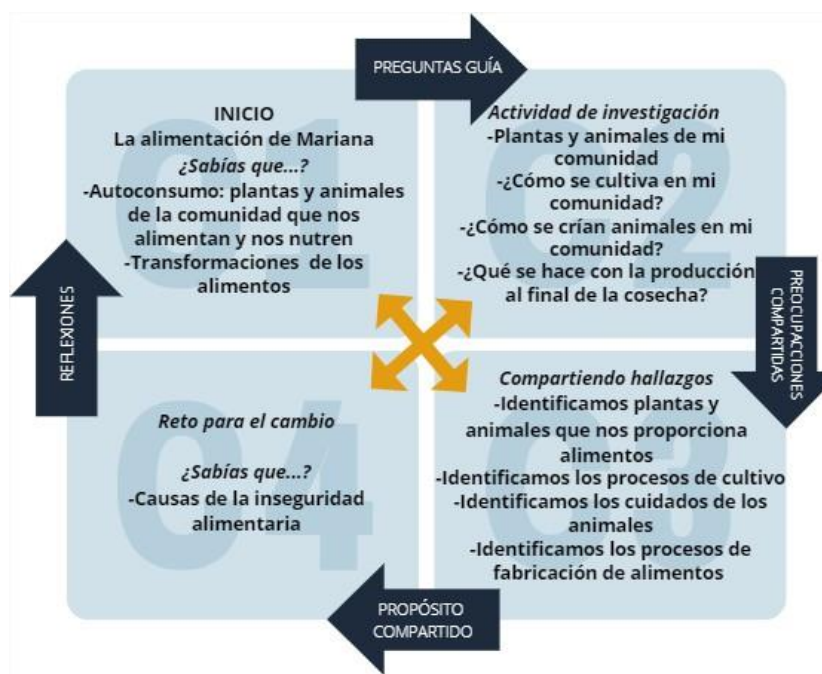 PREGUNTAS GUÍA
01
INICIO
La alimentación de Mariana
¿Sabías que...?
-Autoconsumo: plantas y animales
de la comunidad que nos
alimentan y nos nutren
-Transformaciones de los
alimentos
02
Actividad de investigación
-Plantas y animales de mi
comunidad
-¿Cómo se cultiva en mi
comunidad?
-¿Cómo se crían animales en mi
comunidad?
-¿Qué se hace con la producción
al final de la cosecha?
PREOCUPACCIONES
COMPARTIDAS
03
Compartiendo hallazgos
-Identificamos plantas y
animales que nos proporciona
alimentos
-Identificamos los procesos de cultivo
-Identificamos los cuidados de los
animales
-Identificamos los procesos de
fabricación de alimentos
PROPÓSITO
COMPARTIDO
04
Reto para el cambio
¿Sabías que...?
-Causas de la inseguridad
alimentaria
REFLEXIONES